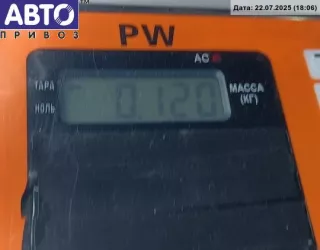 АВТО
ПРИВОЗ
Дата: 22.07.2025 (18:06)
PW
AC
ТАРА
НОЛЬ
0.120
МАССА
(КГ)